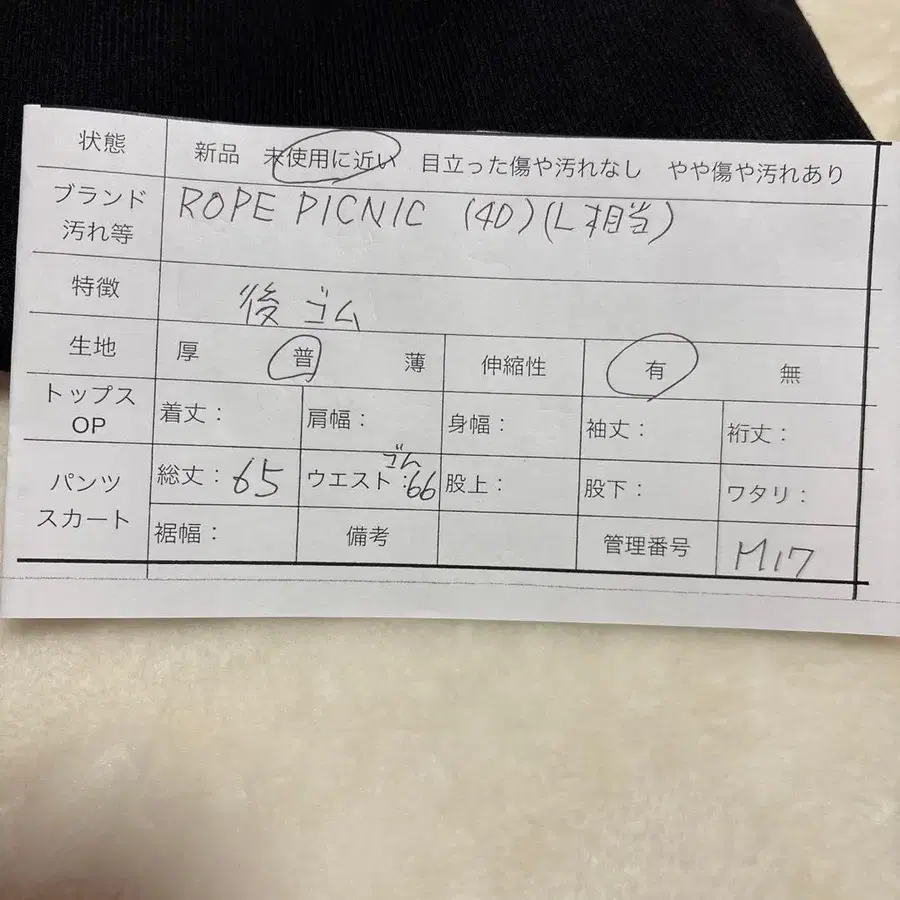 状態 新品 未使用に近い 目立った傷や汚れなし やや傷や汚れあり
ブランド
汚れ等
ROPE PICNIC (40)(L相当)
特徴 後ゴム
生地 厚 普 薄 伸縮性 有 無
トップス
OP
着丈： 肩幅： 身幅： 袖丈： 裄丈：
パンツ
スカート
ゴム
総丈：65 ウエスト：66 股上： 股下： ワタリ：
裾幅： 備考 管理番号 M17